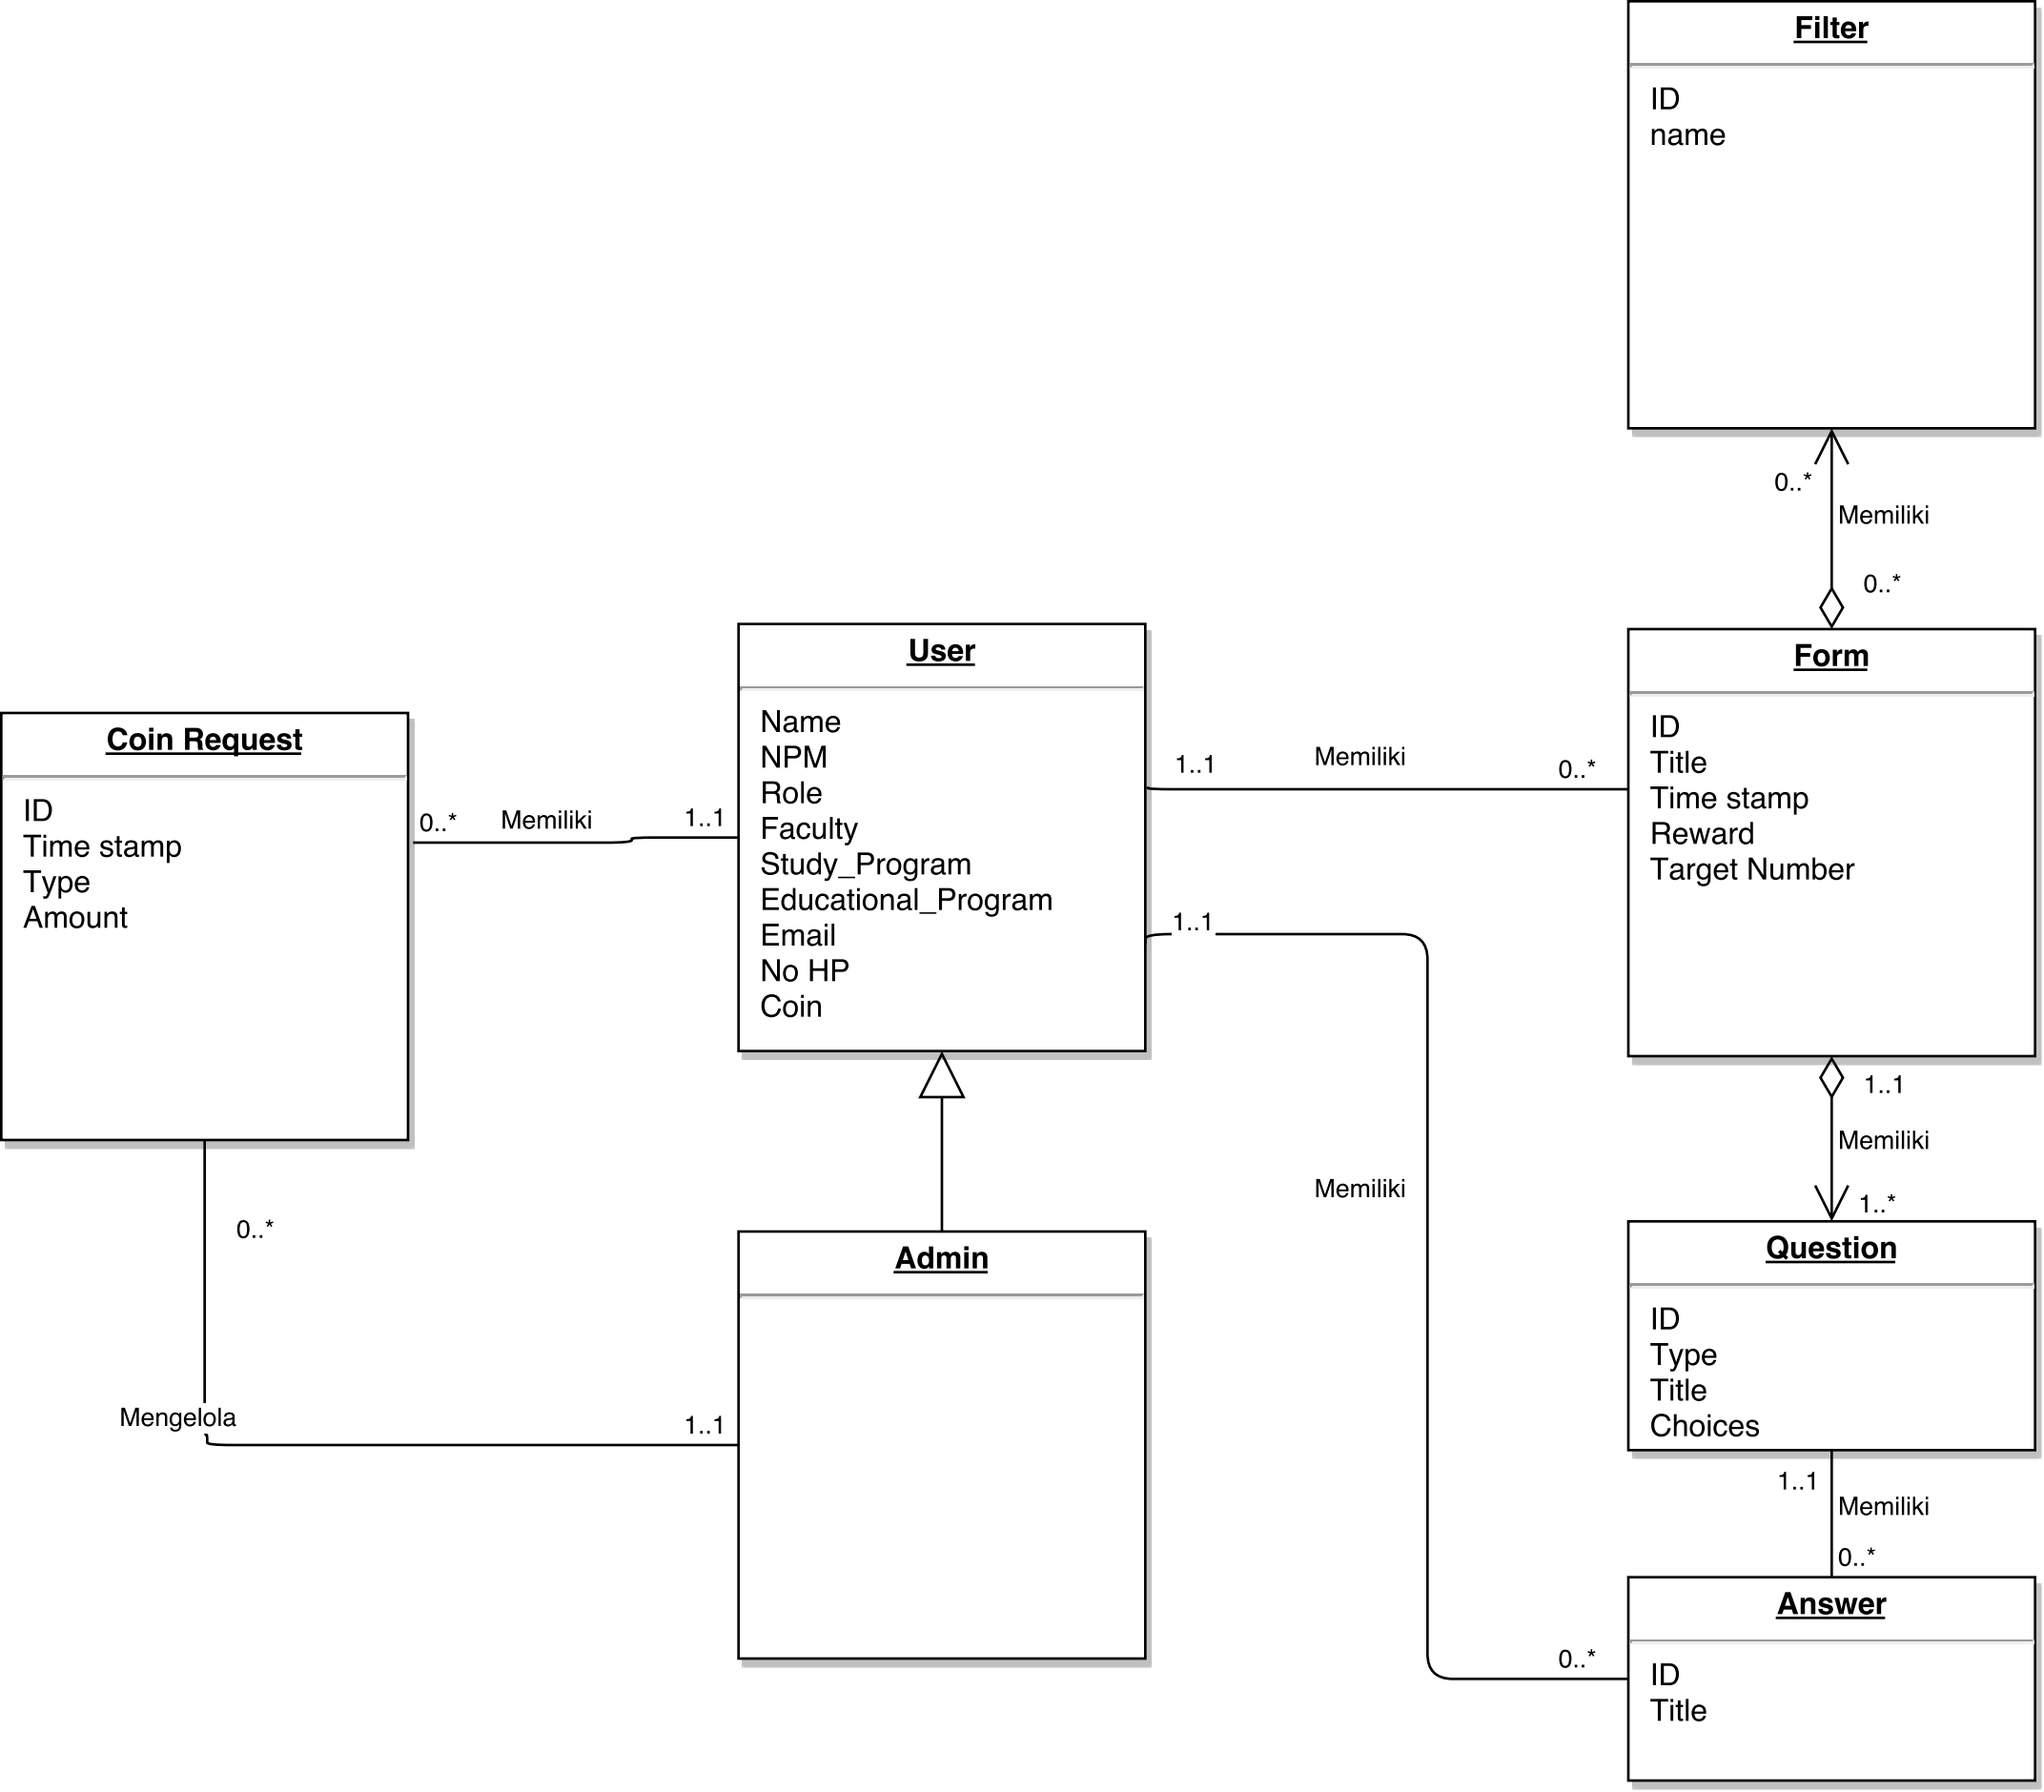 Filter
ID
name
0..*
Memiliki
0..*
User
Name
NPM
Role
Faculty
Study_Program
Educational_Program
Email
No HP
Coin
Form
ID
Title
Time stamp
Reward
Target Number
Coin Request
ID
Time stamp
Type
Amount
0..*
Memiliki
1..1
1..1
Memiliki
0..*
1..1
Memiliki
0..*
1..1
Memiliki
1..*
0..*
Mengelola
1..1
Admin
Question
ID
Type
Title
Choices
1..1
Memiliki
0..*
Answer
ID
Title